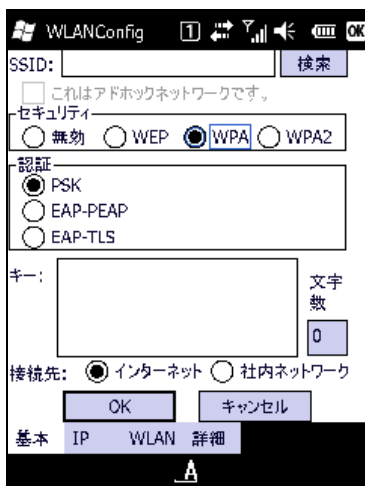 WLANConfig 1 OK
SSID: 検索
これはアドホックネットワークです。
セキュリティ
無効 WEP WPA WPA2
認証
PSK
EAP-PEAP
EAP-TLS
キー: 文字数
0
接続先: インターネット 社内ネットワーク
OK キャンセル
基本 IP WLAN 詳細
A